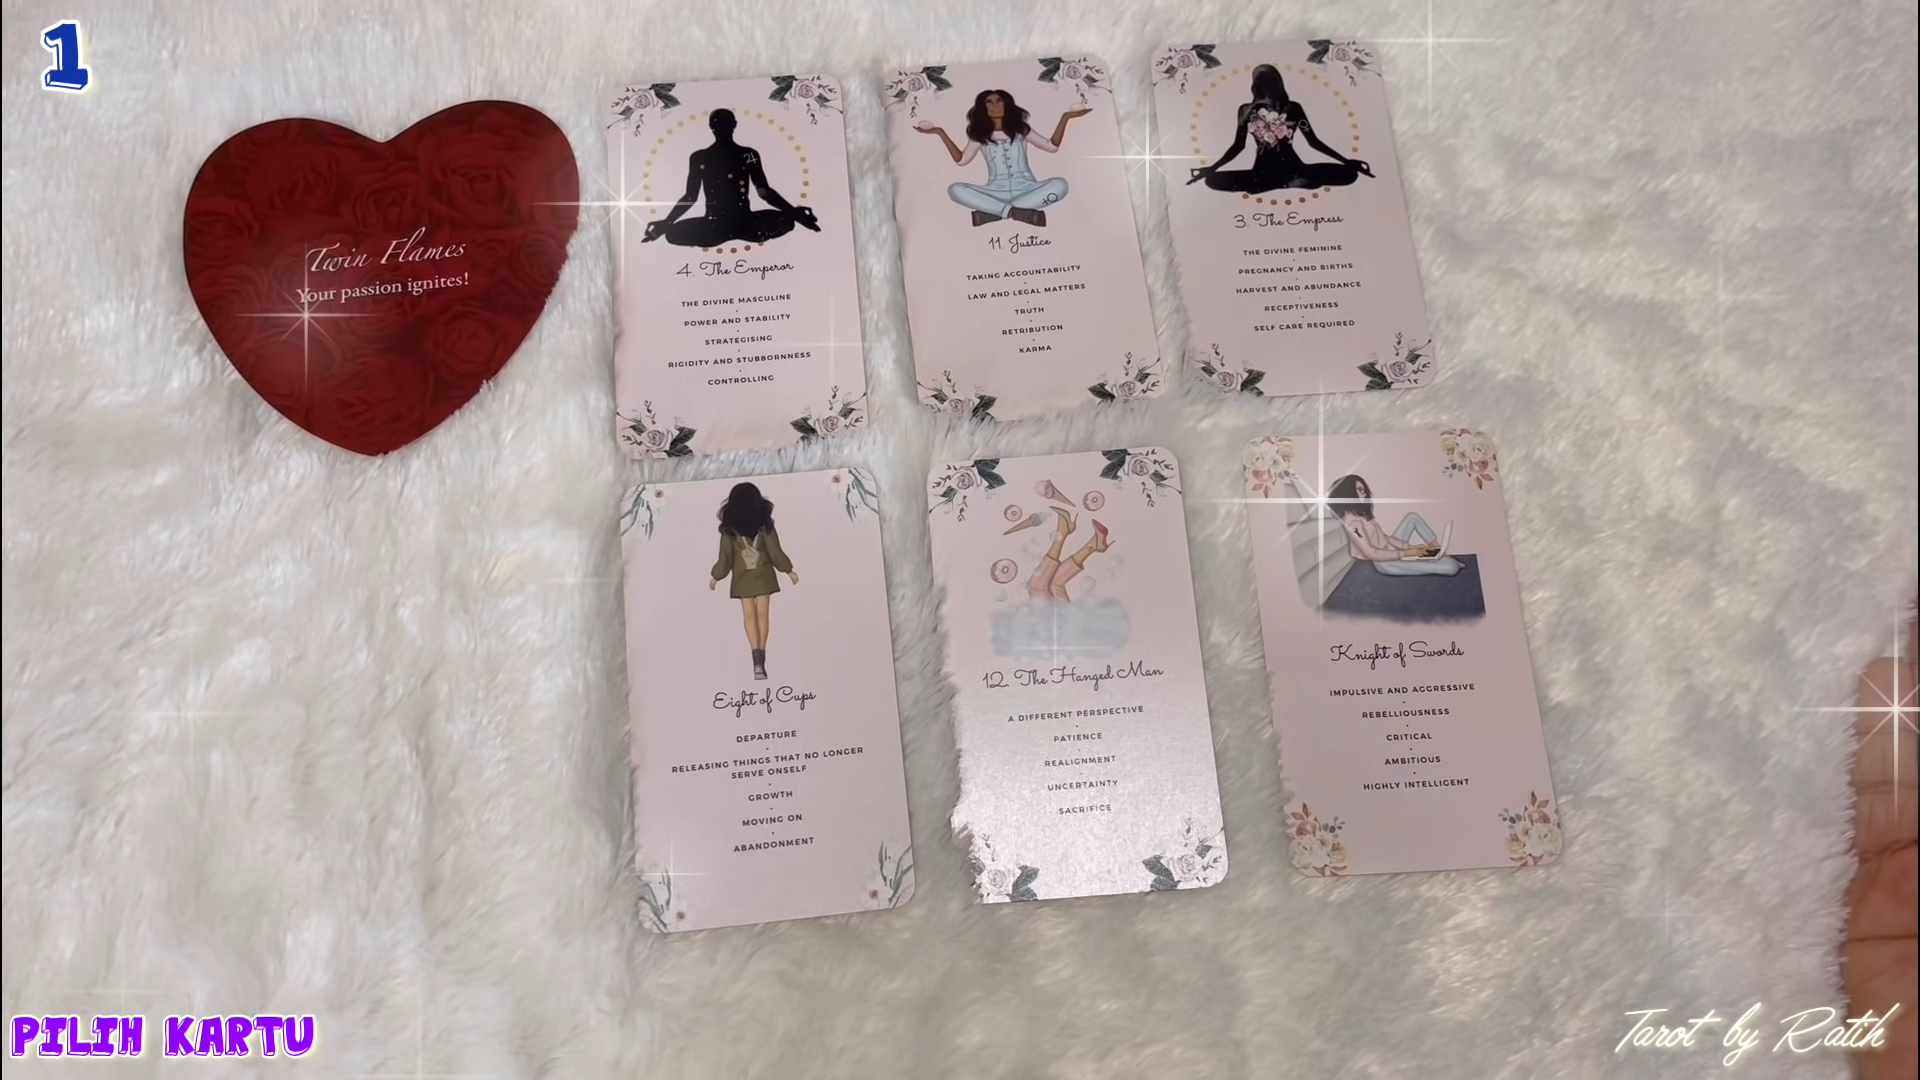 1
Twin Flames
Your passion ignites!
4. The Emperor
THE DIVINE MASCULINE
POWER AND STABILITY
STRATEGISING
RIGIDITY AND STUBBORNNESS
CONTROLLING
11. Justice
TAKING ACCOUNTABILITY
LAW AND LEGAL MATTERS
TRUTH
RETRIBUTION
KARMA
3. The Empress
THE DIVINE FEMININE
PREGNANCY AND BIRTHS
HARVEST AND ABUNDANCE
RECEPTIVENESS
SELF CARE REQUIRED
Eight of Cups
DEPARTURE
RELEASING THINGS THAT NO LONGER
SERVE ONSELF
GROWTH
MOVING ON
ABANDONMENT
12. The Hanged Man
A DIFFERENT PERSPECTIVE
PATIENCE
REALIGNMENT
UNCERTAINTY
SACRIFICE
Knight of Swords
IMPULSIVE AND AGGRESSIVE
REBELLIOUSNESS
CRITICAL
AMBITIOUS
HIGHLY INTELLIGENT
PILIH KARTU
Tarot by Ratih